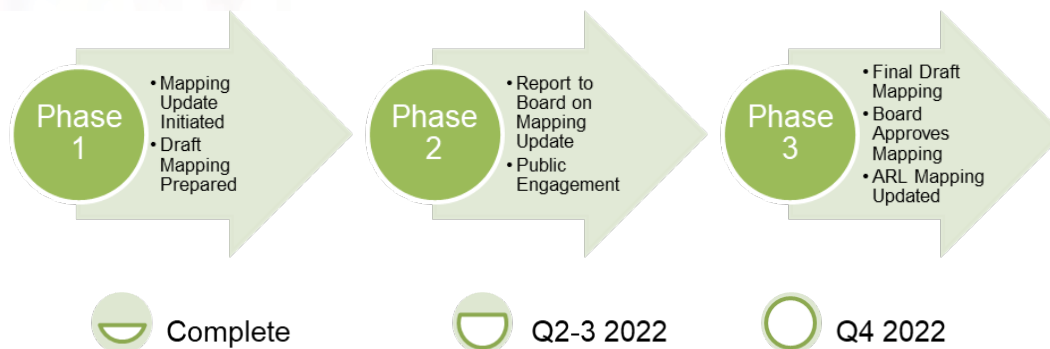 Phase
1
• Mapping
Update
Initiated
• Draft
Mapping
Prepared
Phase
2
• Report to
Board on
Mapping
Update
• Public
Engagement
Phase
3
• Final Draft
Mapping
• Board
Approves
Mapping
• ARL Mapping
Updated
Complete
Q2-3 2022
Q4 2022